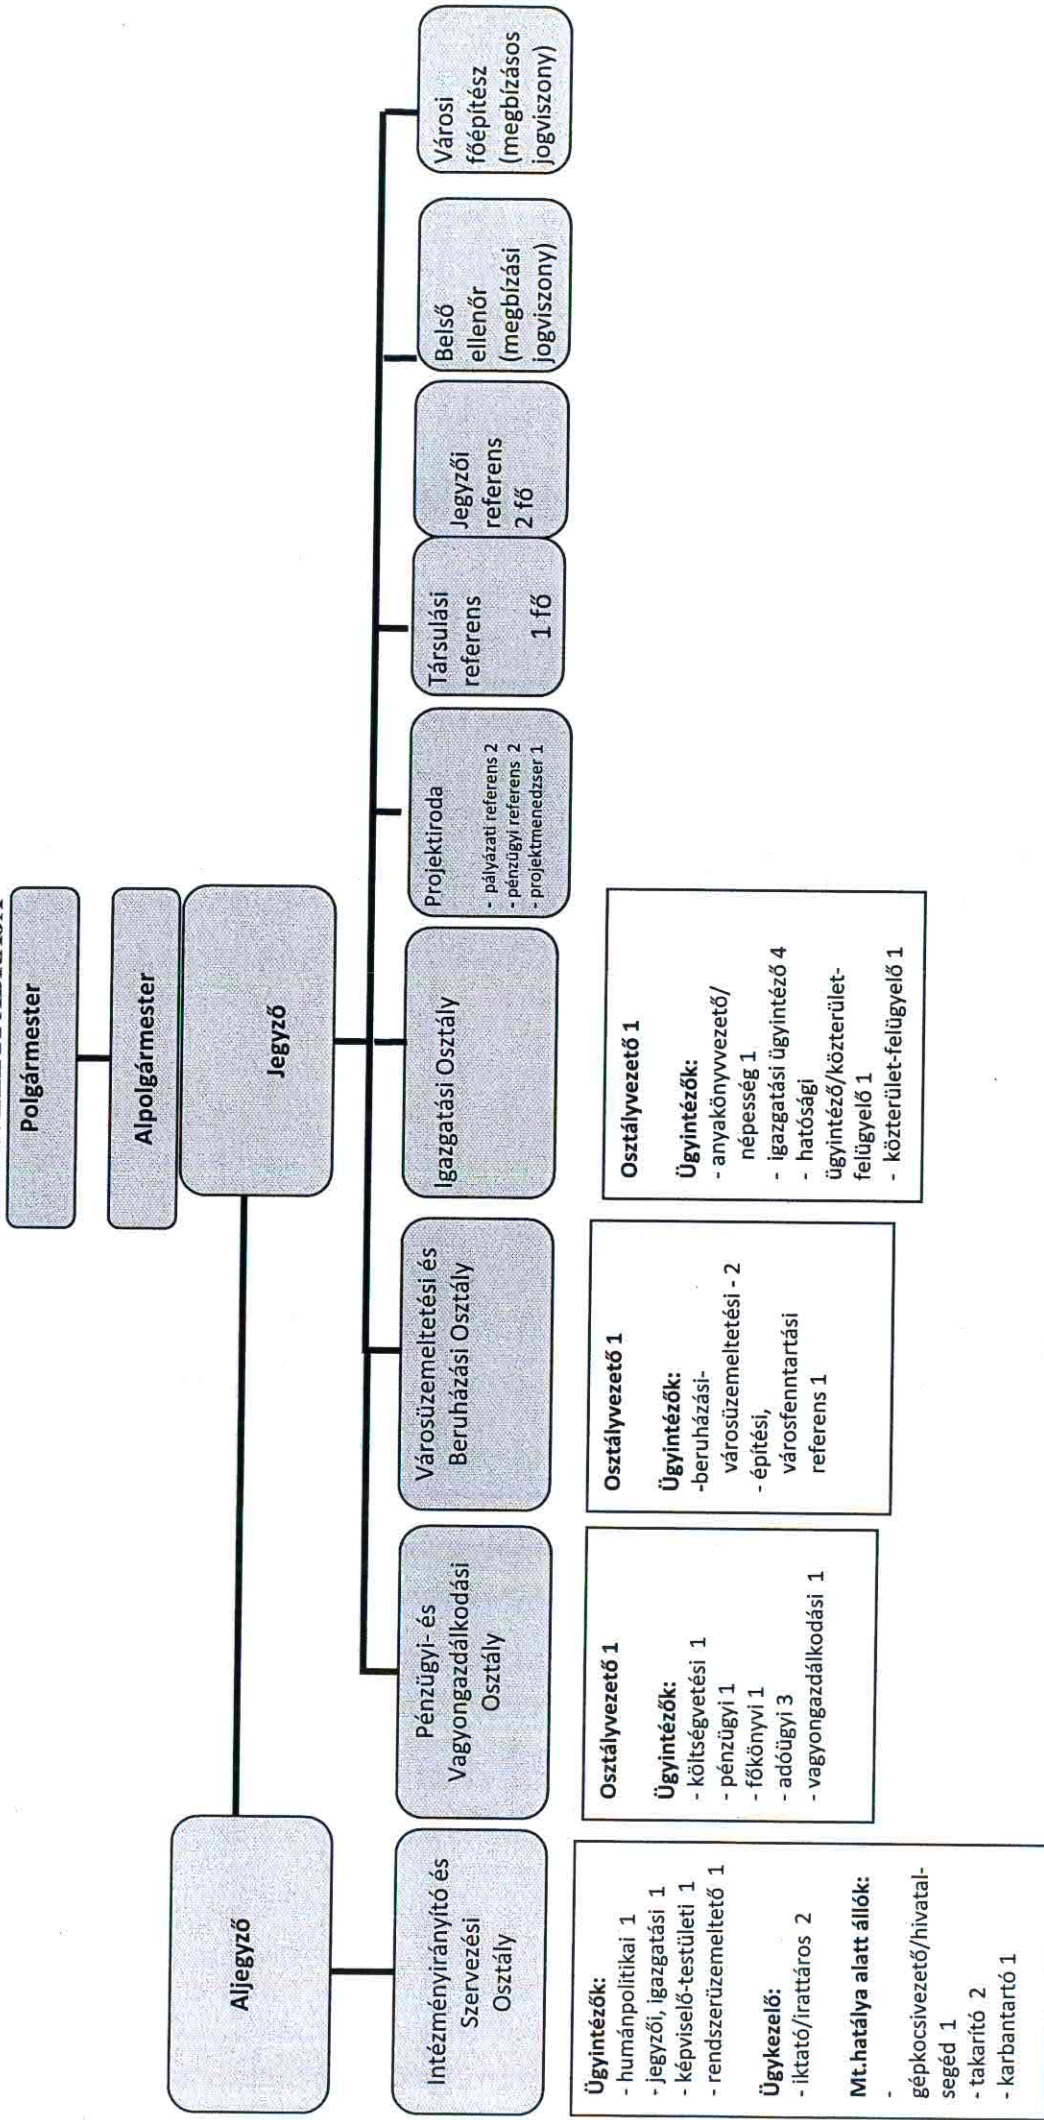 Polgármester
Alpolgármester
Jegyző
Aljegyző
Intézményirányító és
Szervezési
Osztály
Pénzügyi- és
Vagyongazdálkodási
Osztály
Városüzemeltetési és
Beruházási Osztály
Igazgatási Osztály
Projektiroda
- pályázati referens 2
- pénzügyi referens 2
- projektmenedzser 1
Társulási
referens
1 fő
Jegyzői
referens
2 fő
Belső
ellenőr
(megbízási
jogviszony)
Városi
főépítész
(megbízásos
jogviszony)
Ügyintézők:
- humánpolitikai 1
- jegyzői, igazgatási 1
- képviselő-testületi 1
- rendszerüzemeltető 1
Ügykezelő:
- iktató/irattáros 2
Mt.hatálya alatt állók:
-
gépkocsivezető/hivatal-
segéd 1
- takarító 2
- karbantartó 1
Osztályvezető 1
Ügyintézők:
- költségvetési 1
- pénzügyi 1
- főkönyvi 1
- adóügyi 3
- vagyongazdálkodási 1
Osztályvezető 1
Ügyintézők:
-beruházási-
városüzemeltetési - 2
- építési,
városfenntartási
referens 1
Osztályvezető 1
Ügyintézők:
- anyakönyvvezető/
népesség 1
- igazgatási ügyintéző 4
- hatósági
ügyintéző/közterület-
felügyelő 1
- közterület-felügyelő 1